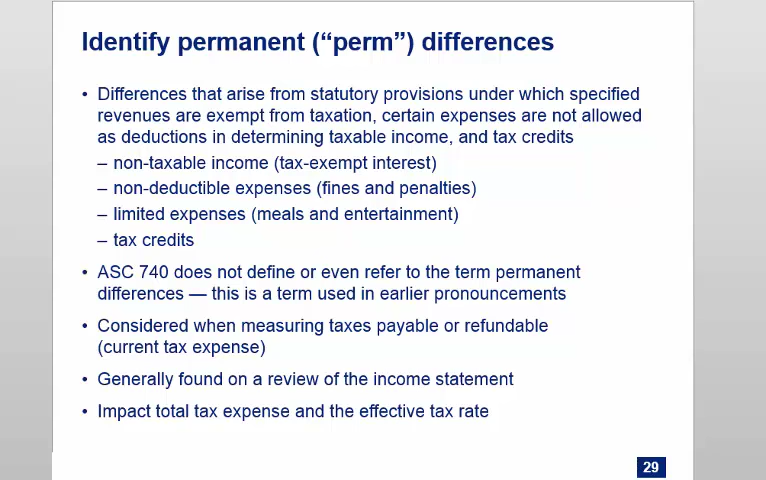 Identify permanent (“perm”) differences
• Differences that arise from statutory provisions under which specified
revenues are exempt from taxation, certain expenses are not allowed
as deductions in determining taxable income, and tax credits
– non-taxable income (tax-exempt interest)
– non-deductible expenses (fines and penalties)
– limited expenses (meals and entertainment)
– tax credits
• ASC 740 does not define or even refer to the term permanent
differences — this is a term used in earlier pronouncements
• Considered when measuring taxes payable or refundable
(current tax expense)
• Generally found on a review of the income statement
• Impact total tax expense and the effective tax rate
29